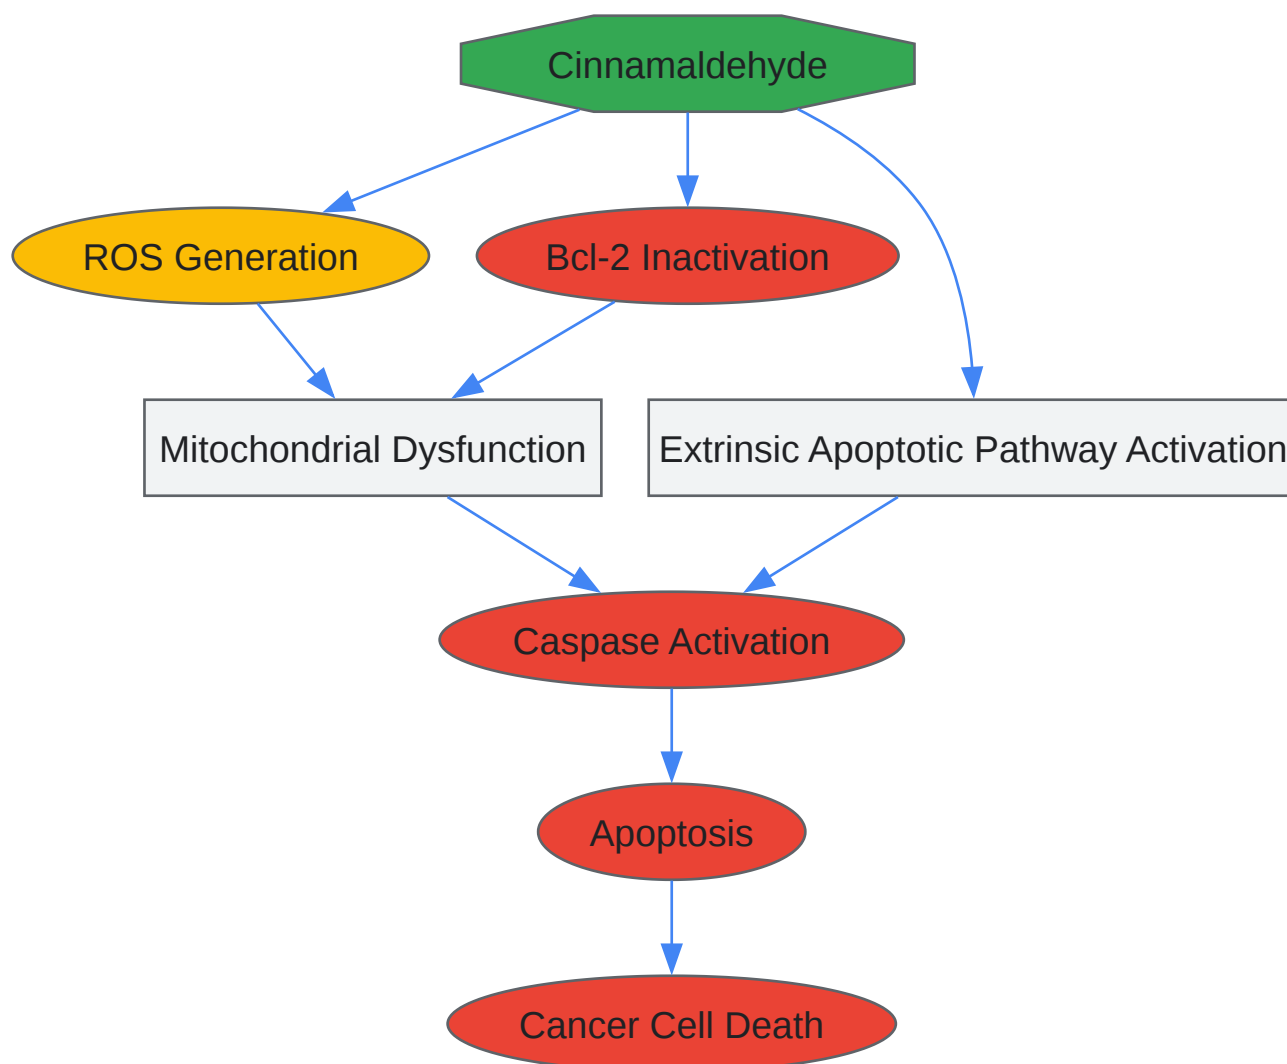 Cinnamaldehyde
ROS Generation
Bcl-2 Inactivation
Mitochondrial Dysfunction
Extrinsic Apoptotic Pathway Activation
Caspase Activation
Apoptosis
Cancer Cell Death